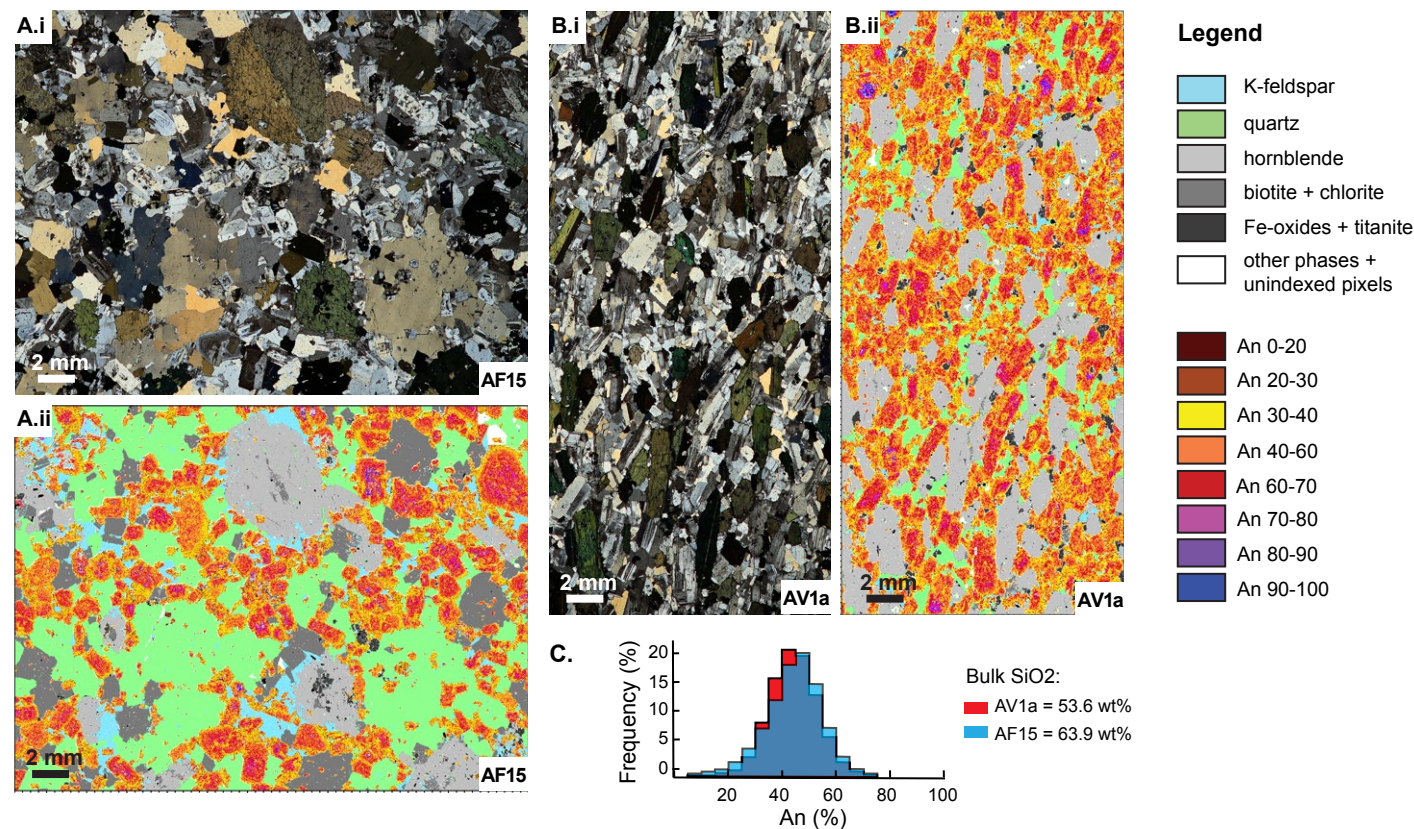 A.i
2 mm
AF15
A.ii
2 mm
AF15
B.i
2 mm
AV1a
B.ii
2 mm
AV1a
Legend
K-feldspar
quartz
hornblende
biotite + chlorite
Fe-oxides + titanite
other phases +
unindexed pixels
An 0-20
An 20-30
An 30-40
An 40-60
An 60-70
An 70-80
An 80-90
An 90-100
C.
Frequency (%)
20
15
10
5
0
20
40
60
80
100
An (%)
Bulk SiO2:
AV1a = 53.6 wt%
AF15 = 63.9 wt%